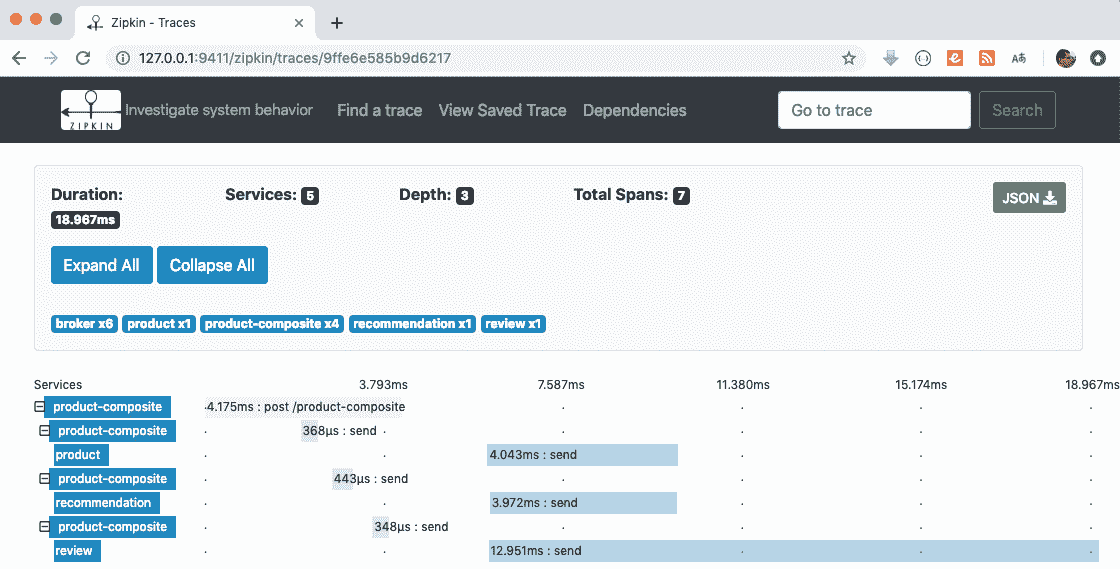 Zipkin - Traces
127.0.0.1:9411/zipkin/traces/9ffe6e585b9d6217
ZIPKIN Investigate system behavior Find a trace View Saved Trace Dependencies Go to trace Search
Duration: Services: 5 Depth: 3 Total Spans: 7 JSON
18.967ms
Expand All Collapse All
broker x6 product x1 product-composite x4 recommendation x1 review x1
Services 3.793ms 7.587ms 11.380ms 15.174ms 18.967ms
product-composite 4.175ms : post /product-composite
product-composite 368µs : send
product 4.043ms : send
product-composite 443µs : send
recommendation 3.972ms : send
product-composite 348µs : send
review 12.951ms : send